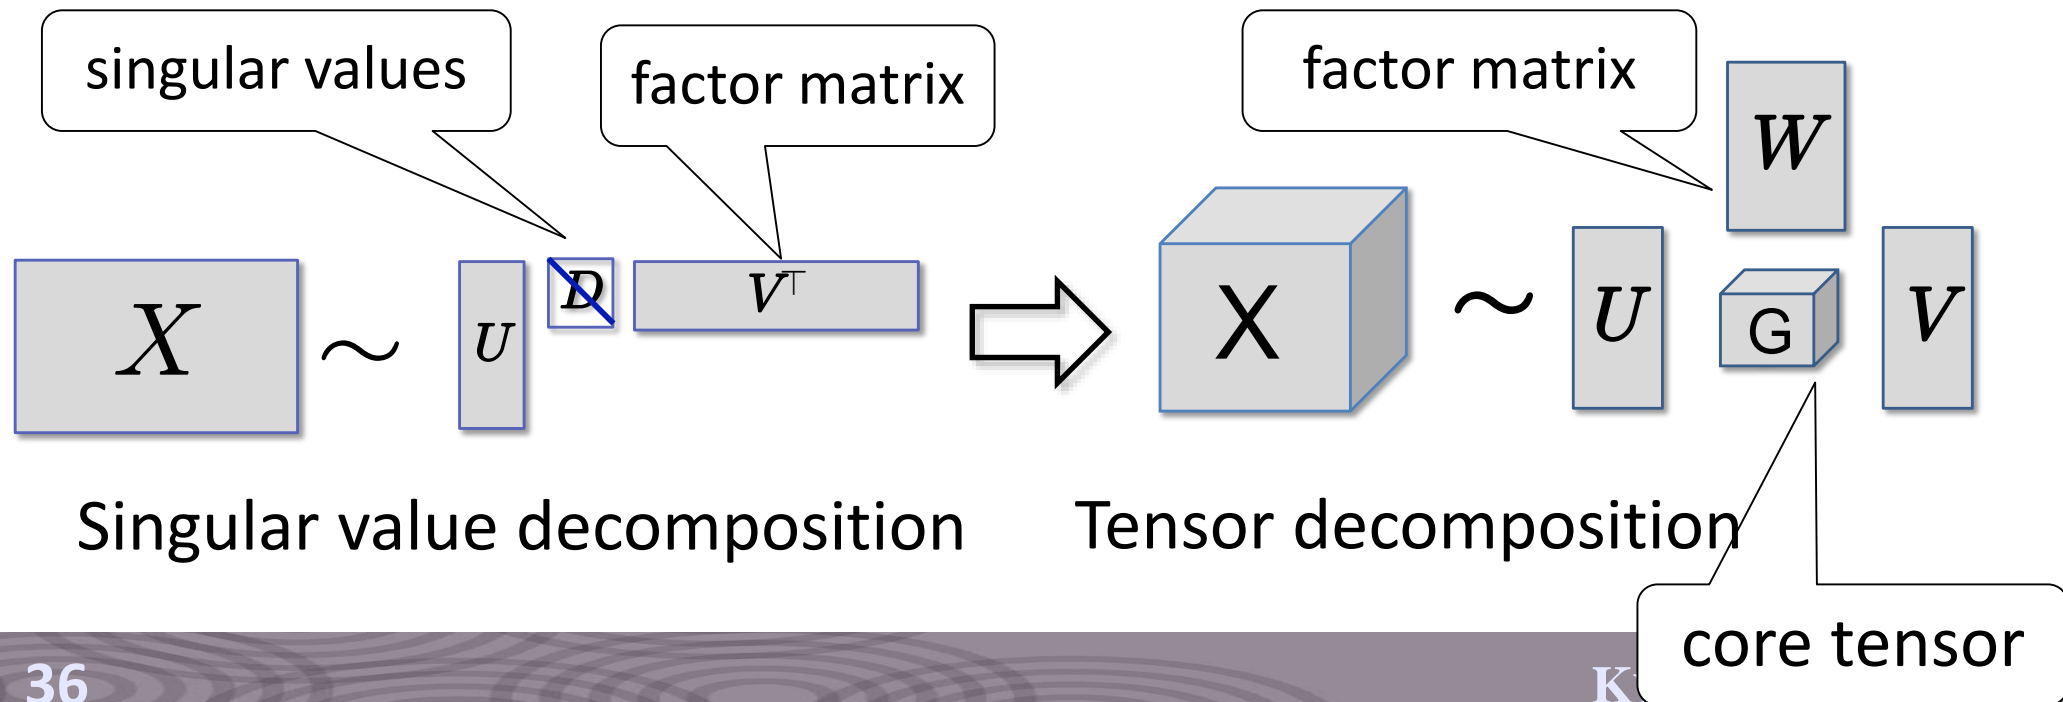 singular values
factor matrix
factor matrix
W
X ∼ U D V⊤
X ∼ U G V
Singular value decomposition
Tensor decomposition
core tensor
36